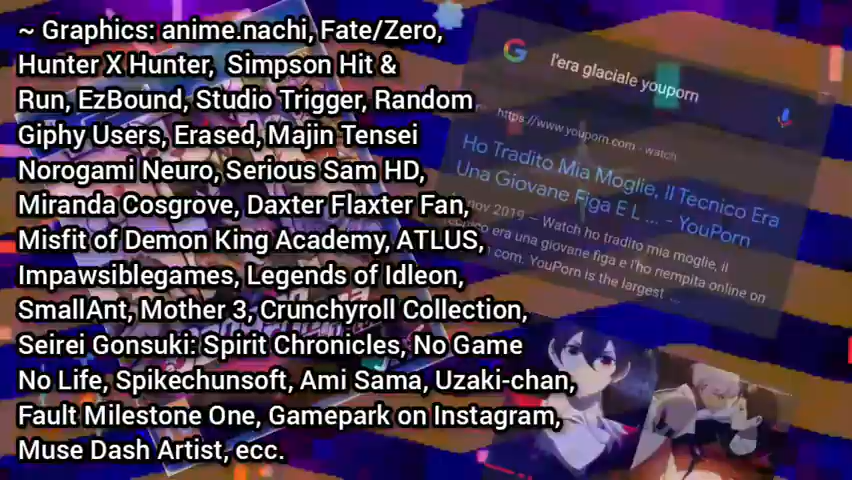 ~ Graphics: anime.nachi, Fate/Zero,
Hunter X Hunter,  Simpson Hit &
Run, EzBound, Studio Trigger, Random
Giphy Users, Erased, Majin Tensei
Norogami Neuro, Serious Sam HD,
Miranda Cosgrove, Daxter Flaxter Fan,
Misfit of Demon King Academy, ATLUS,
Impawsiblegames, Legends of Idleon,
SmallAnt, Mother 3, Crunchyroll Collection,
Seirei Gonsuki: Spirit Chronicles, No Game
No Life, Spikechunsoft, Ami Sama, Uzaki-chan,
Fault Milestone One, Gamepark on Instagram,
Muse Dash Artist, ecc.
l'era glaciale youporn
https://www.youporn.com › watch
Ho Tradito Mia Moglie, Il Tecnico Era
Una Giovane Figa E L ... - YouPorn
nov 2019 — Watch ho tradito mia moglie, il
era una giovane figa e l'ho riempita online on
com. YouPorn is the largest ...